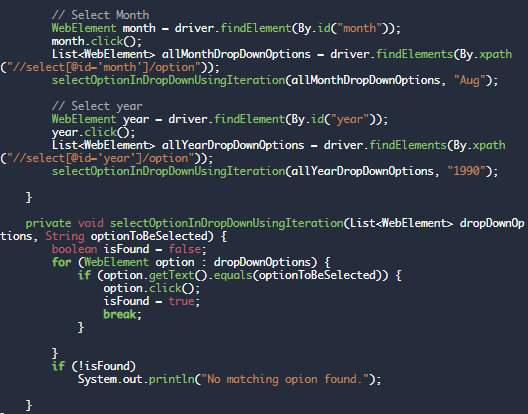 // Select Month
WebElement month = driver.findElement(By.id("month"));
month.click();
List<WebElement> allMonthDropDownOptions = driver.findElements(By.xpath
("//select[@id='month']/option"));
selectOptionInDropDownUsingIteration(allMonthDropDownOptions, "Aug");
// Select year
WebElement year = driver.findElement(By.id("year"));
year.click();
List<WebElement> allYearDropDownOptions = driver.findElements(By.xpath
("//select[@id='year']/option"));
selectOptionInDropDownUsingIteration(allYearDropDownOptions, "1990");
}
private void selectOptionInDropDownUsingIteration(List<WebElement> dropDownOp
tions, String optionToBeSelected) {
boolean isFound = false;
for (WebElement option : dropDownOptions) {
if (option.getText().equals(optionToBeSelected)) {
option.click();
isFound = true;
break;
}
}
if (!isFound)
System.out.println("No matching opion found.");
}